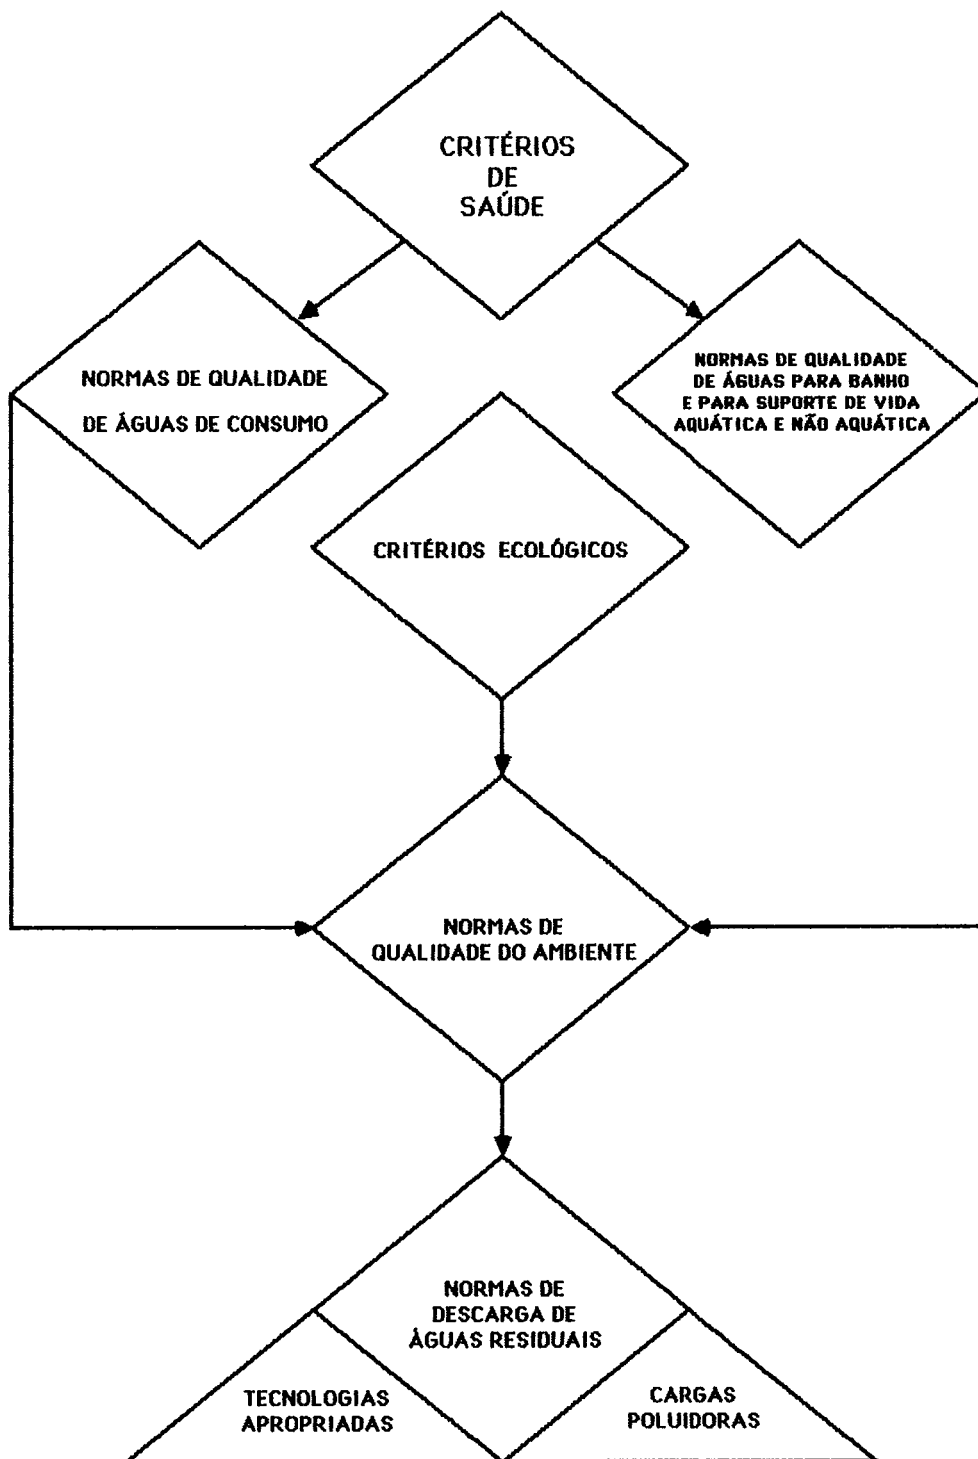 CRITÉRIOS
DE
SAÚDE
NORMAS DE QUALIDADE
DE ÁGUAS DE CONSUMO
NORMAS DE QUALIDADE
DE ÁGUAS PARA BANHO
E PARA SUPORTE DE VIDA
AQUÁTICA E NÃO AQUÁTICA
CRITÉRIOS ECOLÓGICOS
NORMAS DE
QUALIDADE DO AMBIENTE
NORMAS DE
DESCARGA DE
ÁGUAS RESIDUAIS
TECNOLOGIAS
APROPRIADAS
CARGAS
POLUIDORAS